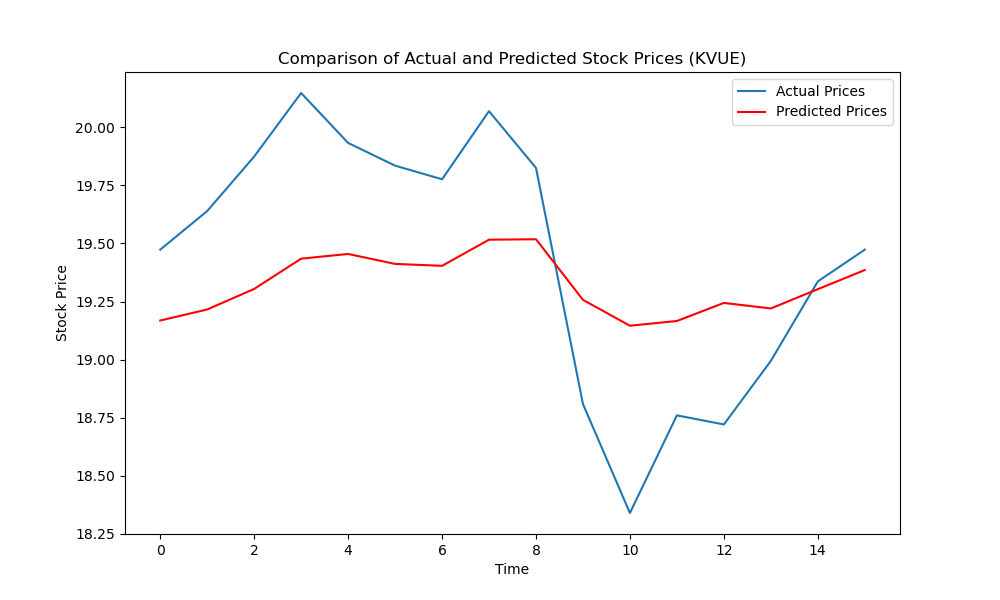 Comparison of Actual and Predicted Stock Prices (KVUE)
Actual Prices
Predicted Prices
Stock Price
20.00
19.75
19.50
19.25
19.00
18.75
18.50
18.25
0 2 4 6 8 10 12 14
Time